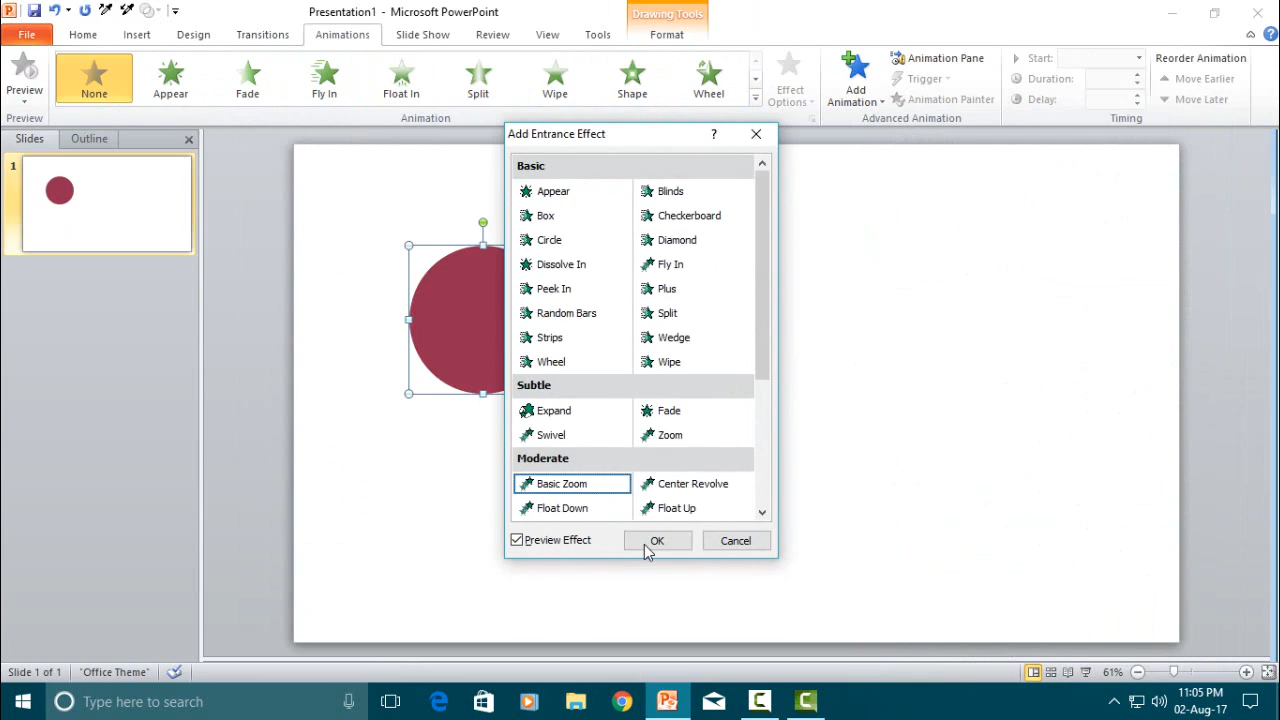 Presentation1 - Microsoft PowerPoint
Drawing Tools
File Home Insert Design Transitions Animations Slide Show Review View Tools Format
Preview
None Appear Fade Fly In Float In Split Wipe Shape Wheel
Effect Options
Add Animation
Animation Pane
Trigger
Animation Painter
Start:
Duration:
Delay:
Reorder Animation
Move Earlier
Move Later
Preview Animation Advanced Animation Timing
Slides Outline
1
Add Entrance Effect ?
Basic
Appear Blinds
Box Checkerboard
Circle Diamond
Dissolve In Fly In
Peek In Plus
Random Bars Split
Strips Wedge
Wheel Wipe
Subtle
Expand Fade
Swivel Zoom
Moderate
Basic Zoom Center Revolve
Float Down Float Up
Preview Effect OK Cancel
Slide 1 of 1 "Office Theme" 61%
Type here to search
11:05 PM
02-Aug-17